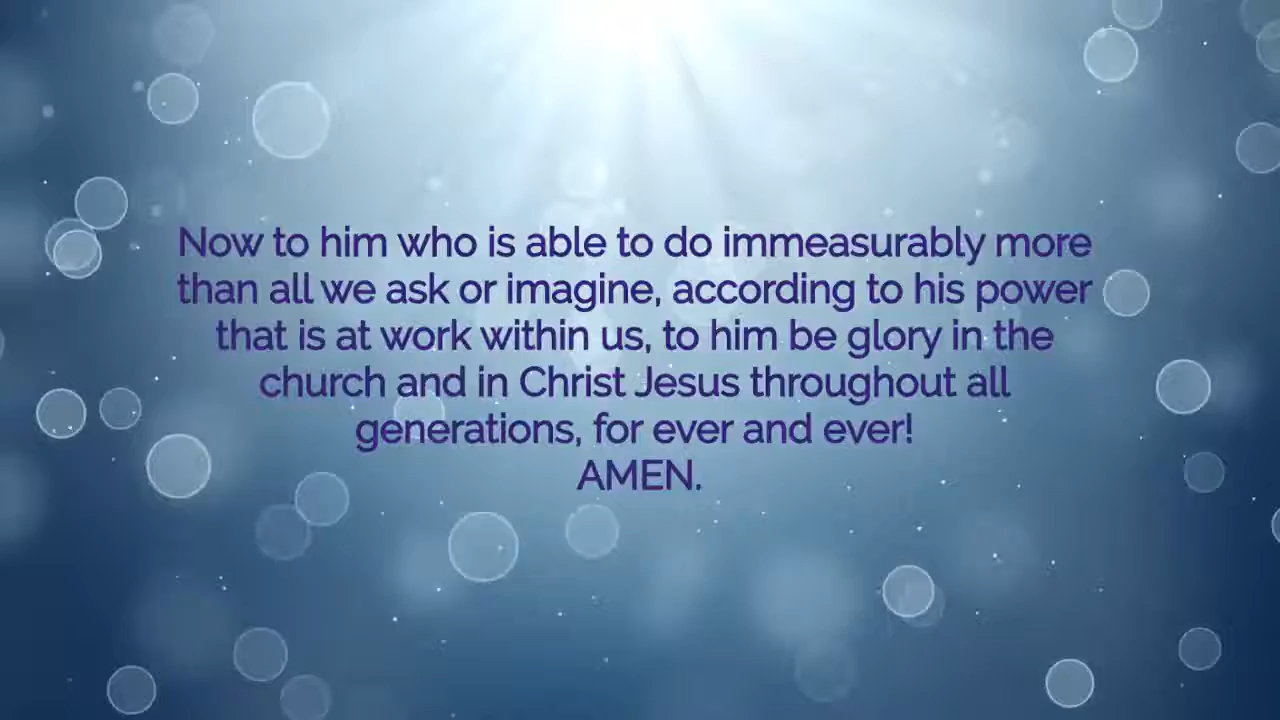 Now to him who is able to do immeasurably more
than all we ask or imagine, according to his power
that is at work within us, to him be glory in the
church and in Christ Jesus throughout all
generations, for ever and ever!
AMEN.